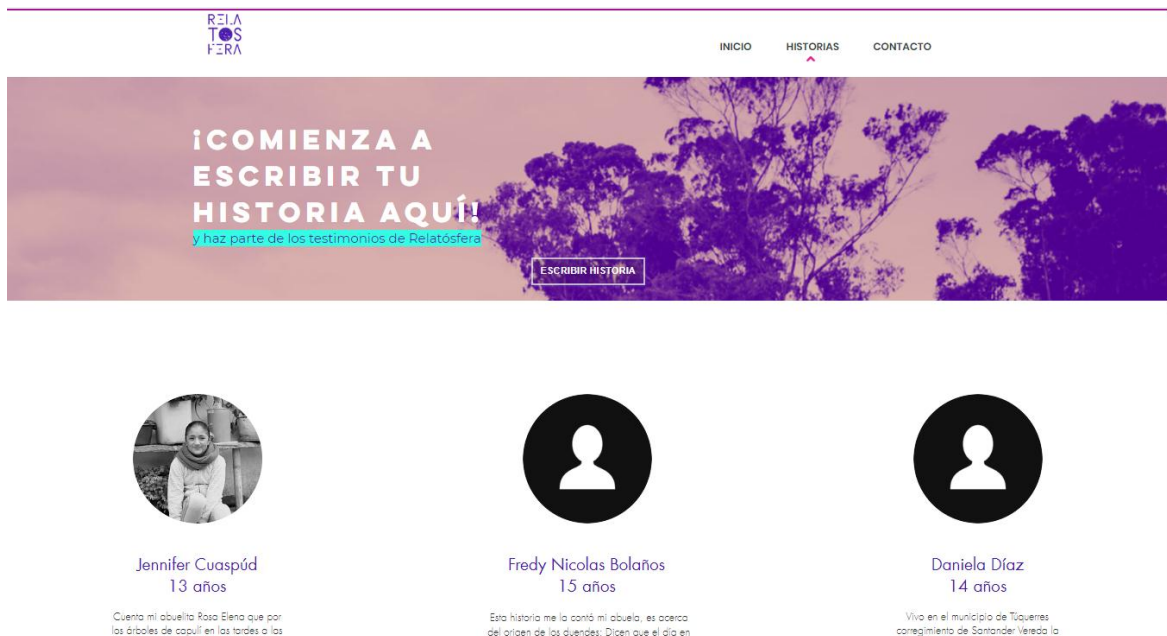 RELA
TOS
FERA
INICIO
HISTORIAS
CONTACTO
¡COMIENZA A
ESCRIBIR TU
HISTORIA AQUÍ!
y haz parte de los testimonios de Relatósfera
ESCRIBIR HISTORIA
Jennifer Cuaspúd
13 años
Cuenta mi abuelita Rosa Elena que por
los árboles de capulí en las tardes a las
Fredy Nicolas Bolaños
15 años
Esta historia me la contó mi abuela, es acerca
del origen de los duendes: Dicen que el día en
Daniela Díaz
14 años
Vivo en el municipio de Túquerres
corregimiento de Santander Vereda la